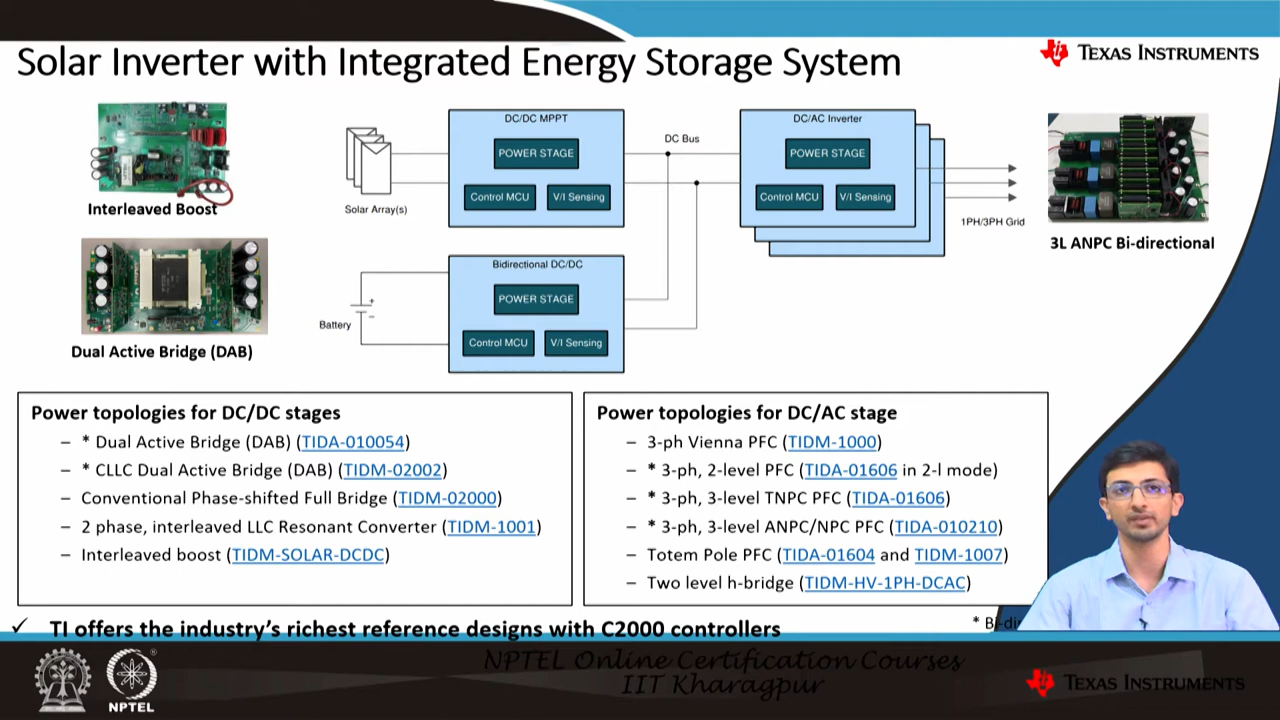 Solar Inverter with Integrated Energy Storage System
TEXAS INSTRUMENTS
Interleaved Boost
Dual Active Bridge (DAB)
Solar Array(s)
DC/DC MPPT
POWER STAGE
Control MCU
V/I Sensing
DC Bus
DC/AC Inverter
POWER STAGE
Control MCU
V/I Sensing
1PH/3PH Grid
3L ANPC Bi-directional
Battery
+
−
Bidirectional DC/DC
POWER STAGE
Control MCU
V/I Sensing
Power topologies for DC/DC stages
– * Dual Active Bridge (DAB) (TIDA-010054)
– * CLLC Dual Active Bridge (DAB) (TIDM-02002)
– Conventional Phase-shifted Full Bridge (TIDM-02000)
– 2 phase, interleaved LLC Resonant Converter (TIDM-1001)
– Interleaved boost (TIDM-SOLAR-DCDC)
Power topologies for DC/AC stage
– 3-ph Vienna PFC (TIDM-1000)
– * 3-ph, 2-level PFC (TIDA-01606 in 2-l mode)
– * 3-ph, 3-level TNPC PFC (TIDA-01606)
– * 3-ph, 3-level ANPC/NPC PFC (TIDA-010210)
– Totem Pole PFC (TIDA-01604 and TIDM-1007)
– Two level h-bridge (TIDM-HV-1PH-DCAC)
✓ TI offers the industry’s richest reference designs with C2000 controllers
* Bi-di
NPTEL Online Certification Courses
IIT Kharagpur
NPTEL
TEXAS INSTRUMENTS